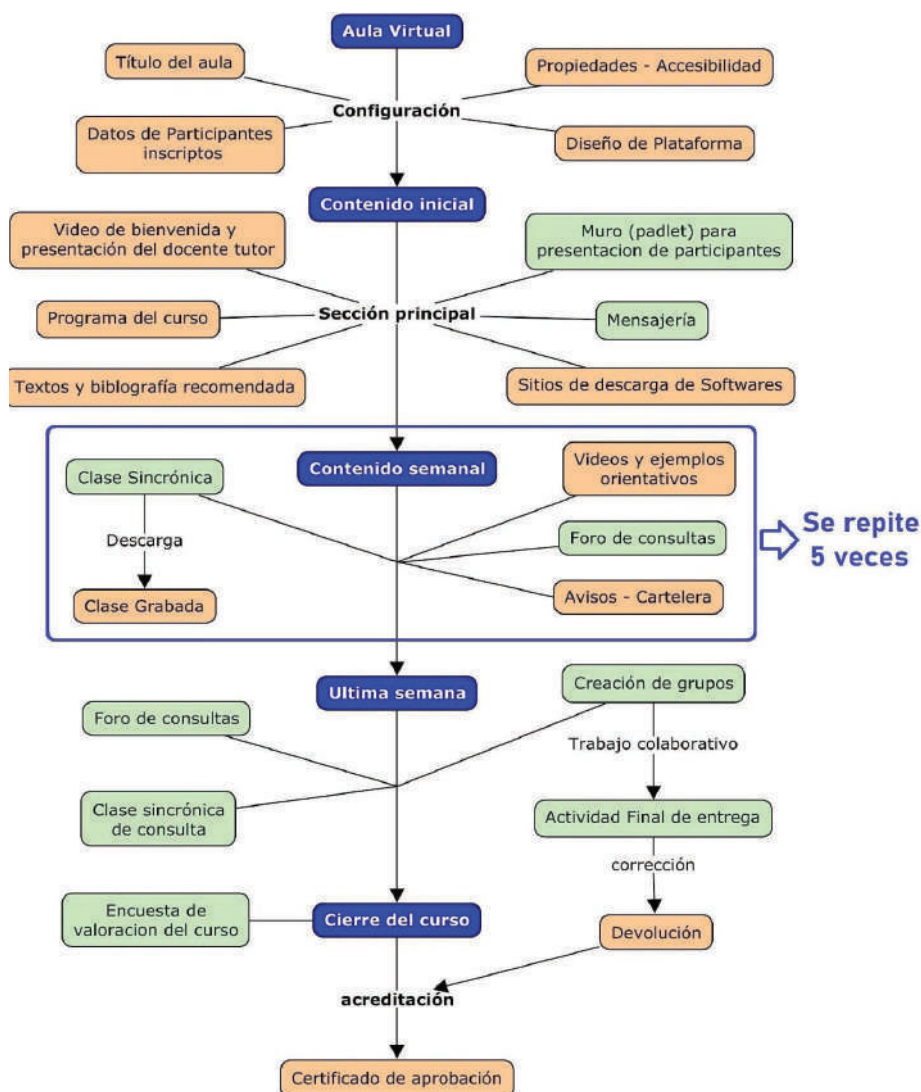 Aula Virtual
Título del aula
Propiedades - Accesibilidad
Configuración
Datos de Participantes
inscriptos
Diseño de Plataforma
Contenido inicial
Video de bienvenida y
presentación del docente tutor
Muro (padlet) para
presentacion de participantes
Programa del curso
Sección principal
Mensajería
Textos y biblografía recomendada
Sitios de descarga de Softwares
Contenido semanal
Clase Sincrónica
Videos y ejemplos
orientativos
Descarga
Foro de consultas
Clase Grabada
Avisos - Cartelera
Se repite
5 veces
Ultima semana
Creación de grupos
Foro de consultas
Trabajo colaborativo
Clase sincrónica
de consulta
Actividad Final de entrega
corrección
Encuesta de
valoracion del curso
Cierre del curso
Devolución
acreditación
Certificado de aprobación